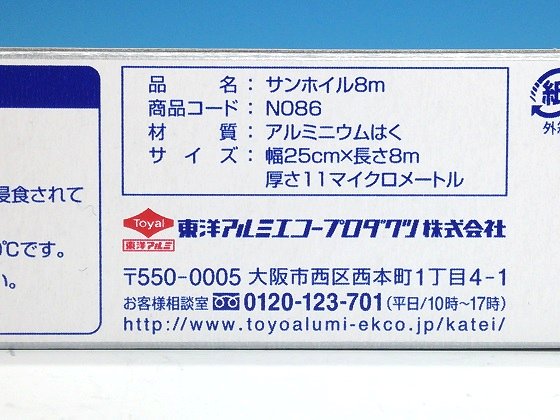 品名：サンホイル8m
商品コード：N086
材質：アルミニウムはく
サイズ：幅25cm×長さ8m
厚さ11マイクロメートル
浸食されて
℃です。
い。
紙
外
Toyal
東洋アルミ
東洋アルミエコープロダクツ株式会社
〒550-0005 大阪市西区西本町1丁目4-1
お客様相談室 0120-123-701(平日/10時〜17時)
http://www.toyoalumi-ekco.jp/katei/